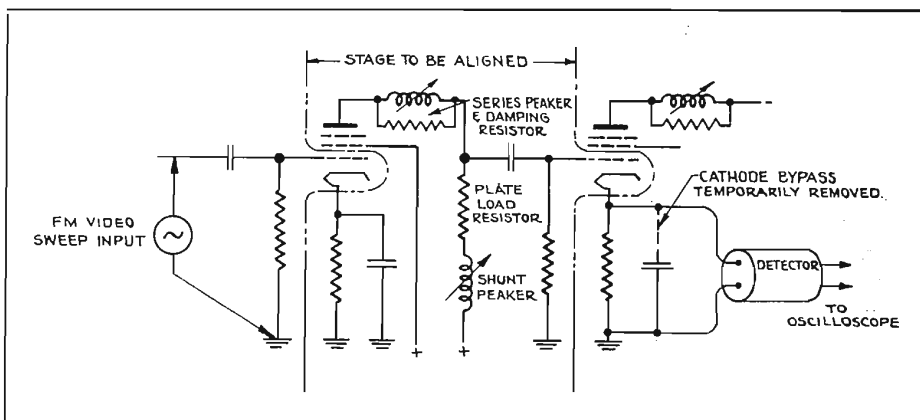 STAGE TO BE ALIGNED
SERIES PEAKER
& DAMPING
RESISTOR
CATHODE BYPASS
TEMPORARILY REMOVED.
PLATE
LOAD
RESISTOR
FM VIDEO
SWEEP INPUT
DETECTOR
SHUNT
PEAKER
TO
OSCILLOSCOPE
+
+